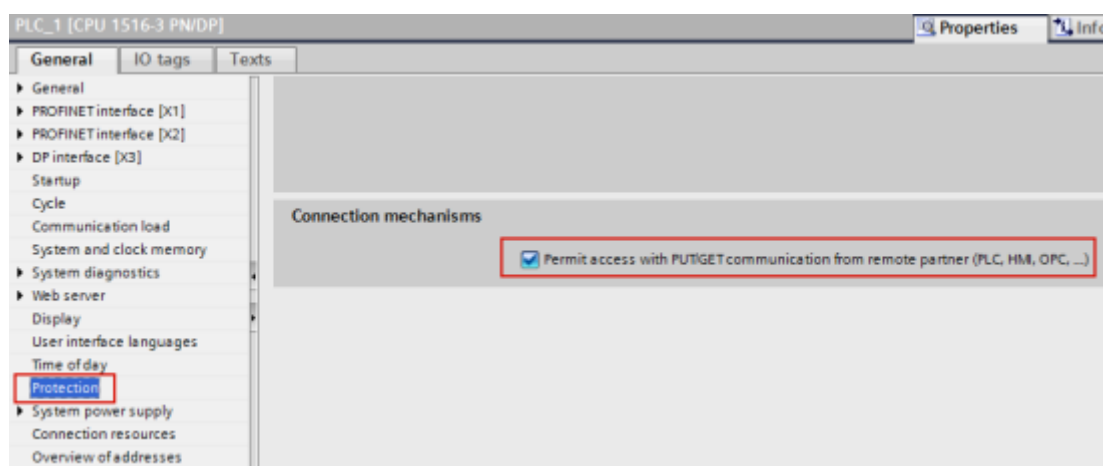 PLC_1 [CPU 1516-3 PN/DP]
Properties
General
IO tags
Texts
General
PROFINET interface [X1]
PROFINET interface [X2]
DP interface [X3]
Startup
Cycle
Communication load
System and clock memory
System diagnostics
Web server
Display
User interface languages
Time of day
Protection
System power supply
Connection resources
Overview of addresses
Connection mechanisms
Permit access with PUT/GET communication from remote partner (PLC, HMI, OPC, ...)